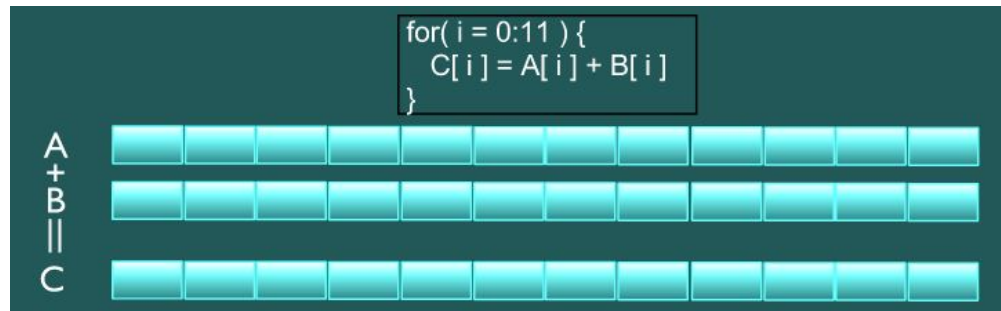 for( i = 0:11 ) {
C[ i ] = A[ i ] + B[ i ]
}
A
+
B
=
C